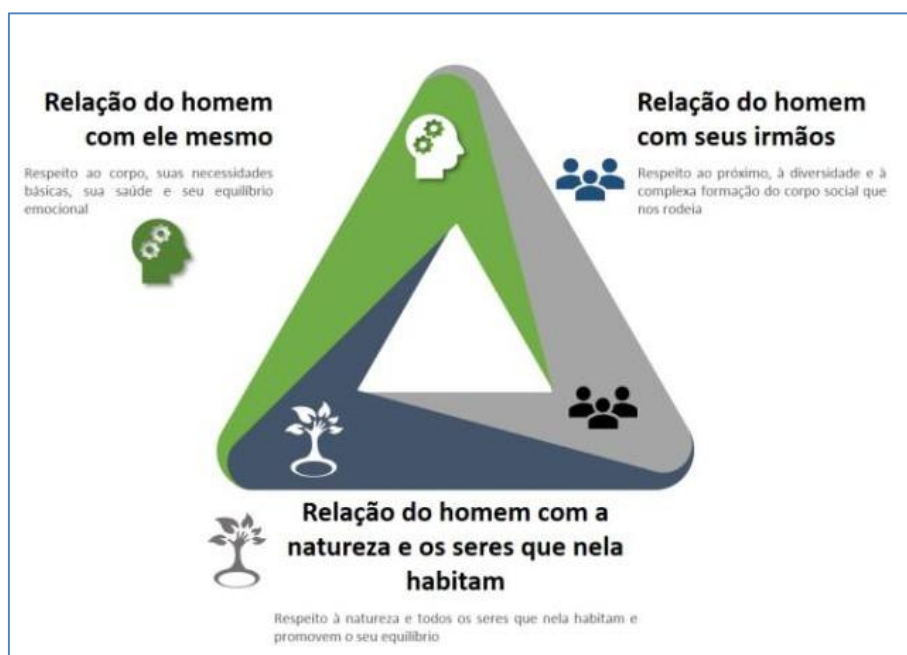 Relação do homem
com ele mesmo
Respeito ao corpo, suas necessidades
básicas, sua saúde e seu equilíbrio
emocional
Relação do homem
com seus irmãos
Respeito ao próximo, à diversidade e à
complexa formação do corpo social que
nos rodeia
Relação do homem com a
natureza e os seres que nela
habitam
Respeito à natureza e todos os seres que nela habitam e
promovem o seu equilíbrio